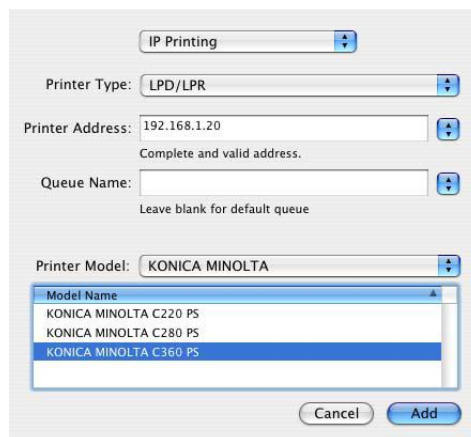 IP Printing
Printer Type: LPD/LPR
Printer Address: 192.168.1.20
Complete and valid address.
Queue Name:
Leave blank for default queue
Printer Model: KONICA MINOLTA
Model Name
KONICA MINOLTA C220 PS
KONICA MINOLTA C280 PS
KONICA MINOLTA C360 PS
Cancel Add